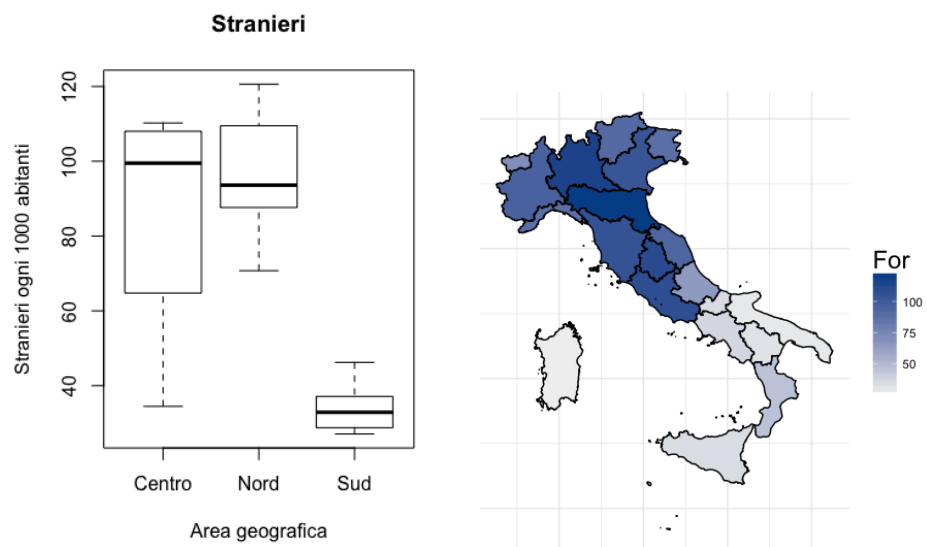 Stranieri
Stranieri ogni 1000 abitanti
120
100
80
60
40
Centro Nord Sud
Area geografica
For
100
75
50